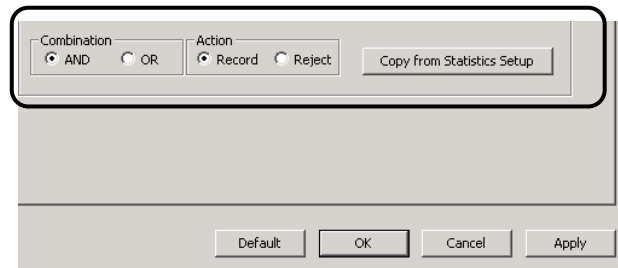 Combination Action
AND OR Record Reject Copy from Statistics Setup
Default OK Cancel Apply